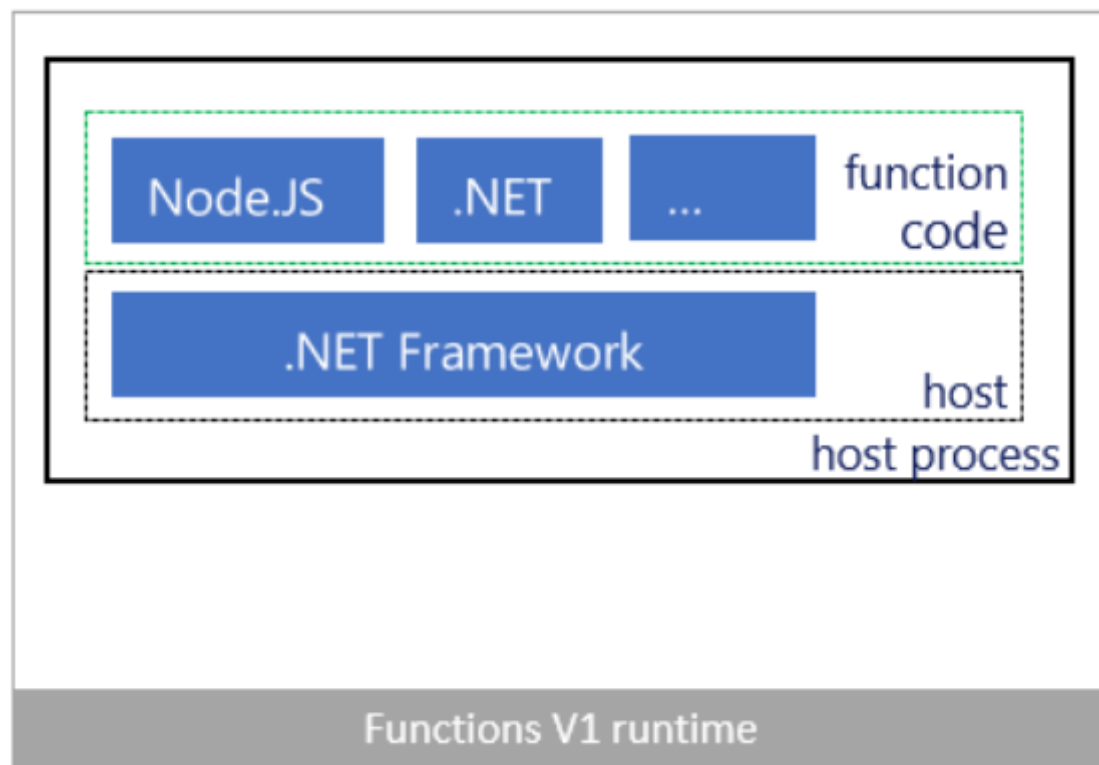 Node.JS
.NET
...
function
code
.NET Framework
host
host process
Functions V1 runtime